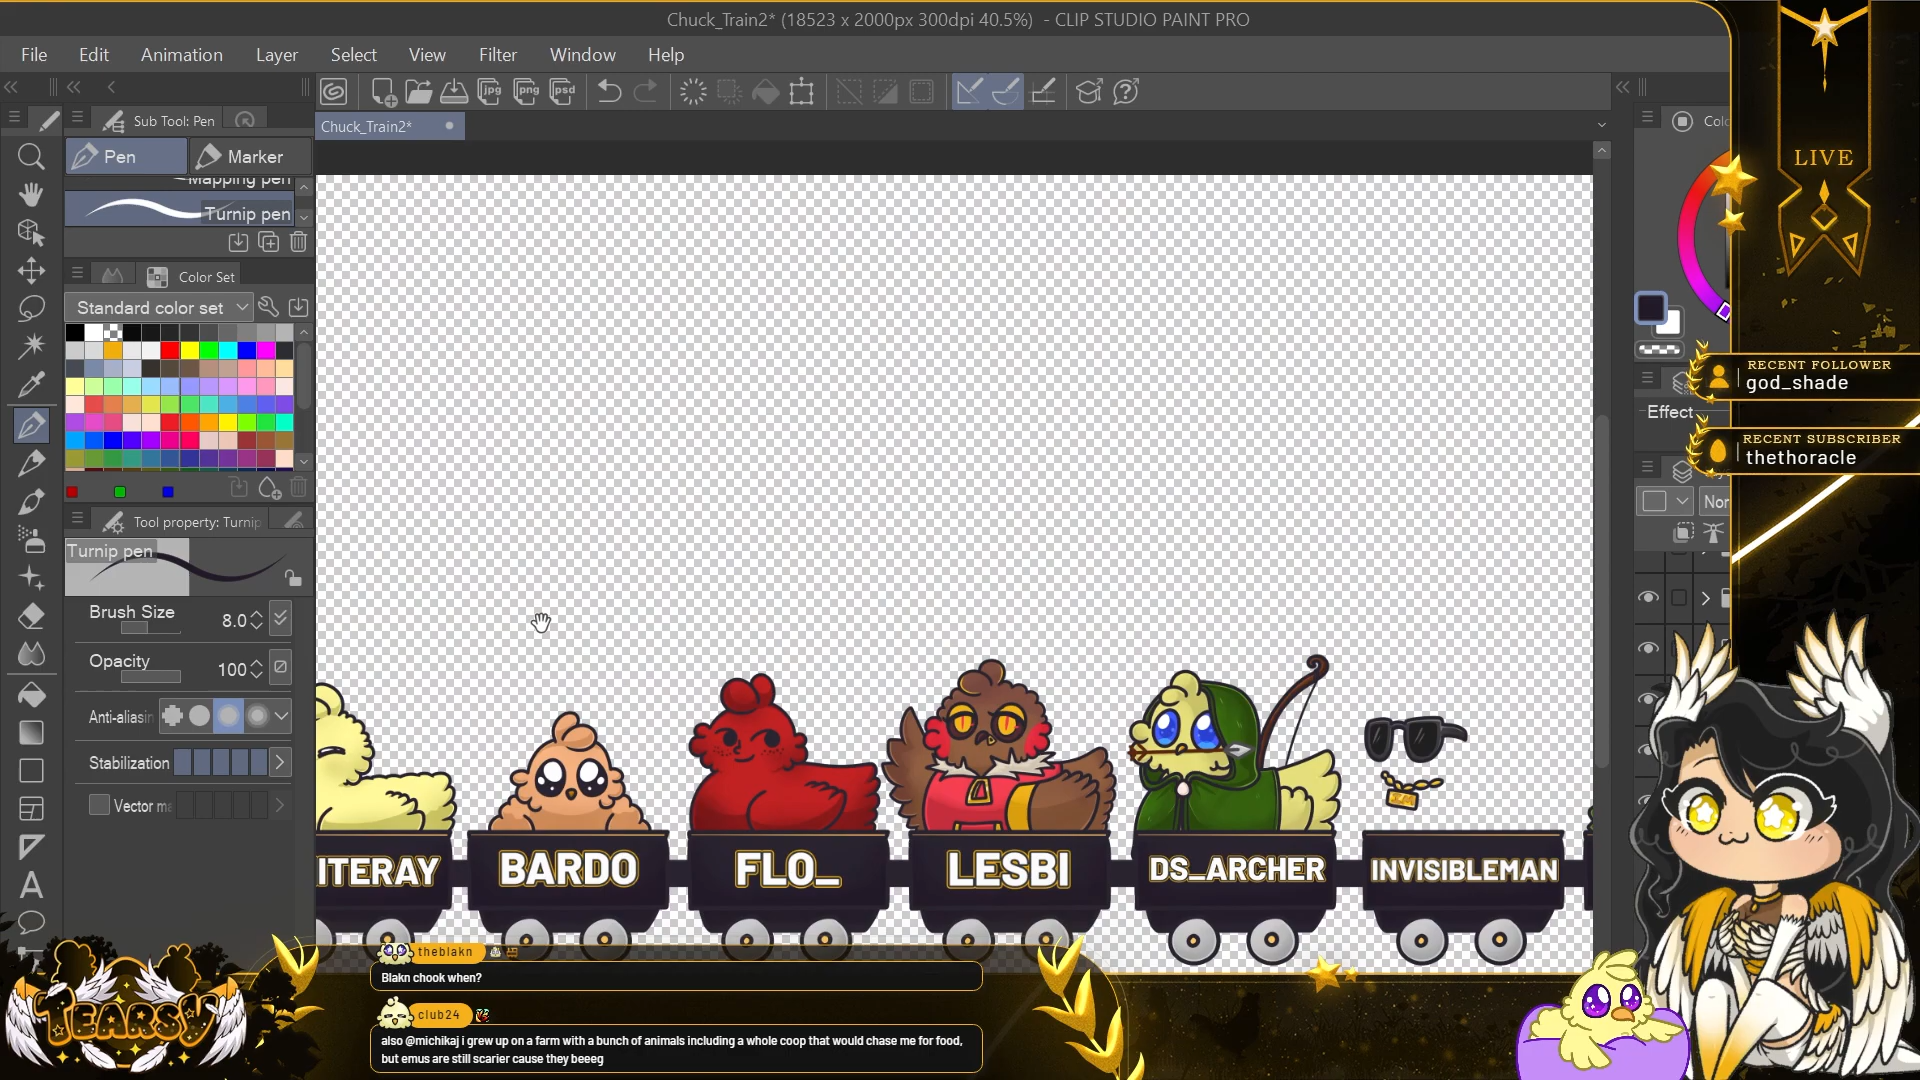 Chuck_Train2* (18523 x 2000px 300dpi 40.5%) - CLIP STUDIO PAINT PRO
File Edit Animation Layer Select View Filter Window Help
Sub Tool: Pen
Chuck_Train2*
Pen Marker
Mapping pen
Turnip pen
Color Set
Standard color set
Tool property: Turnip
Turnip pen
Brush Size 8.0
Opacity 100
Anti-aliasin
Stabilization
Vector ma
jpg png psd
Colo
LIVE
RECENT FOLLOWER
god_shade
Effect
RECENT SUBSCRIBER
thethoracle
Nor
ITERAY BARDO FLO_ LESBI DS_ARCHER INVISIBLEMAN
TEARSY
theblakn
Blakn chook when?
club24
also @michikaj i grew up on a farm with a bunch of animals including a whole coop that would chase me for food,
but emus are still scarier cause they beeeg